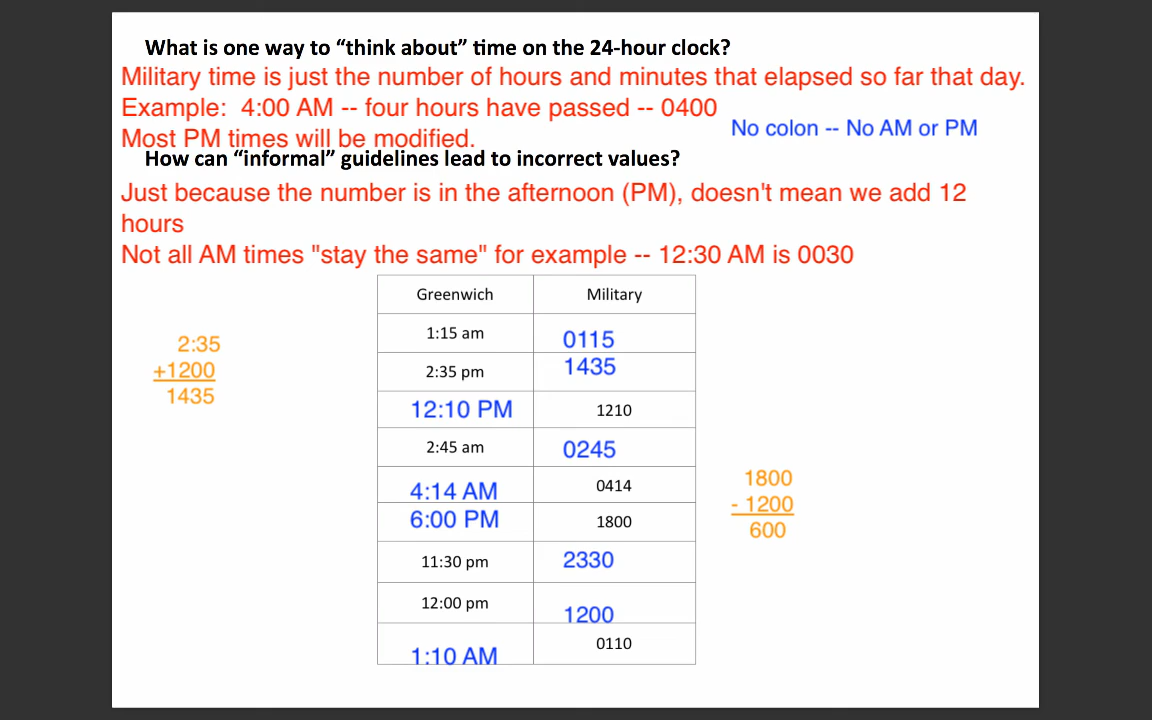 What is one way to “think about” time on the 24-hour clock?
Military time is just the number of hours and minutes that elapsed so far that day.
Example:  4:00 AM -- four hours have passed -- 0400
No colon -- No AM or PM
Most PM times will be modified.
How can “informal” guidelines lead to incorrect values?
Just because the number is in the afternoon (PM), doesn't mean we add 12
hours
Not all AM times "stay the same" for example -- 12:30 AM is 0030
Greenwich Military
1:15 am 0115
2:35 pm 1435
12:10 PM 1210
2:45 am 0245
4:14 AM 0414
6:00 PM 1800
11:30 pm 2330
12:00 pm 1200
1:10 AM 0110
2:35
+1200
1435
1800
- 1200
600